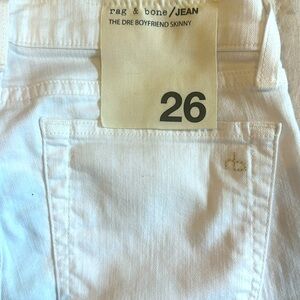 rag & bone/JEAN
THE DRE BOYFRIEND SKINNY
26